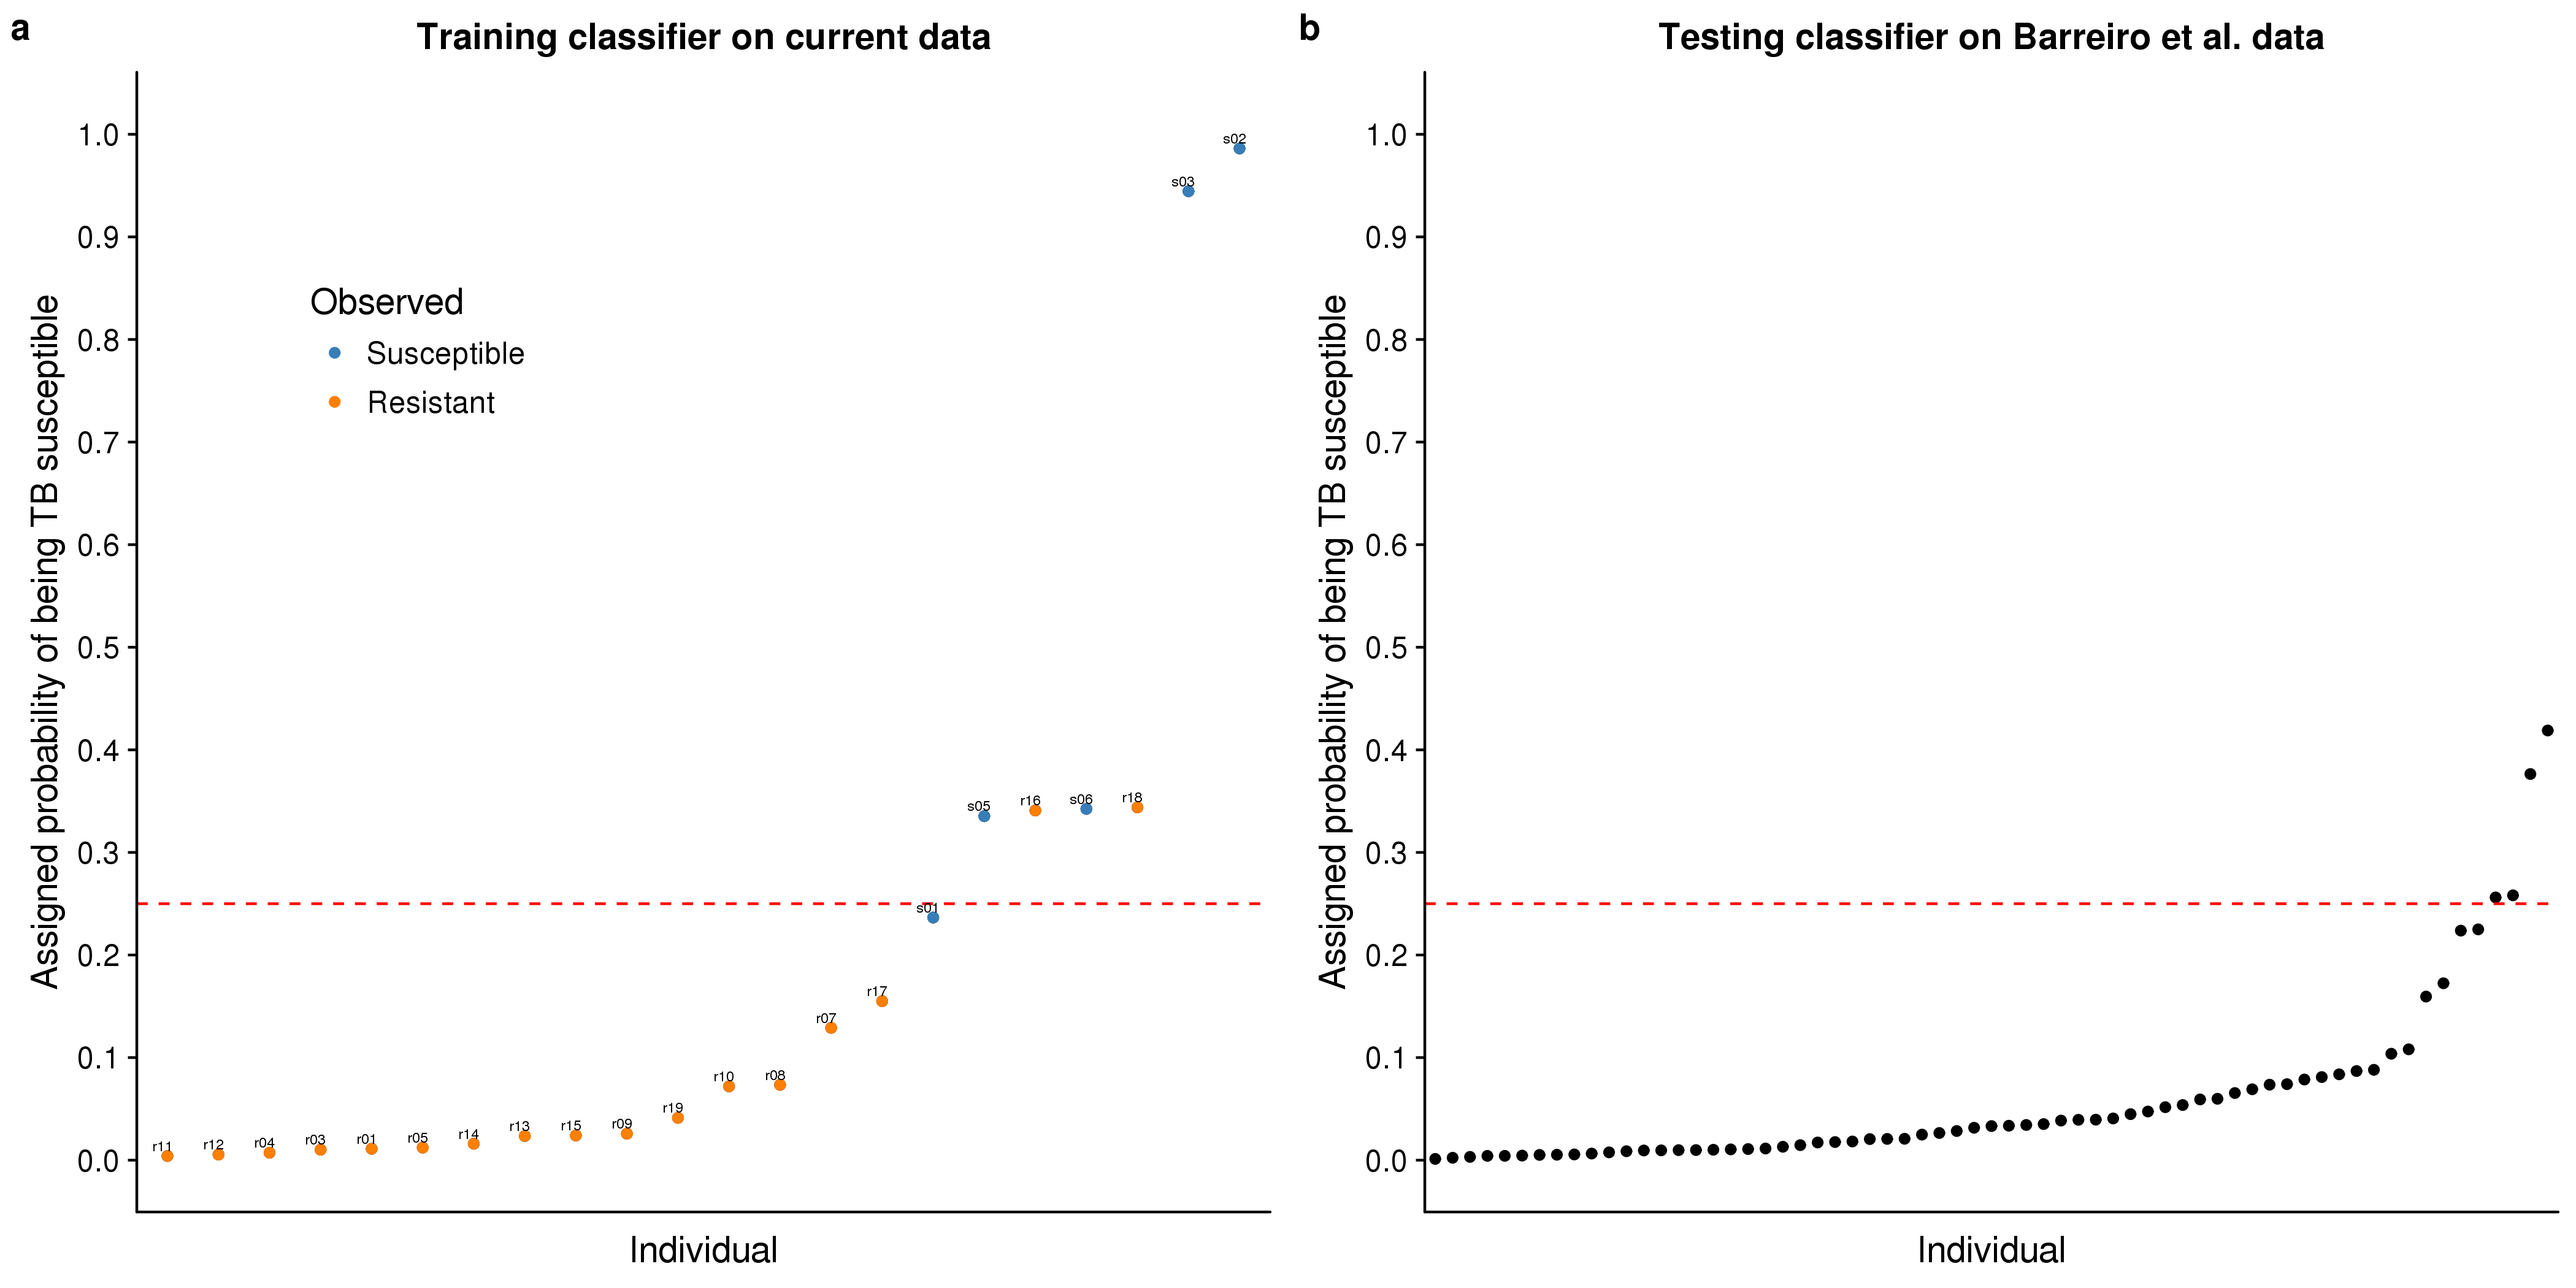 a
Training classifier on current data
Assigned probability of being TB susceptible
1.0
0.9
0.8
0.7
0.6
0.5
0.4
0.3
0.2
0.1
0.0
Observed
Susceptible
Resistant
r11
r12
r04
r03
r01
r05
r14
r13
r15
r09
r19
r10
r08
r07
r17
s01
s05
r16
s06
r18
s03
s02
Individual
b
Testing classifier on Barreiro et al. data
Assigned probability of being TB susceptible
1.0
0.9
0.8
0.7
0.6
0.5
0.4
0.3
0.2
0.1
0.0
Individual